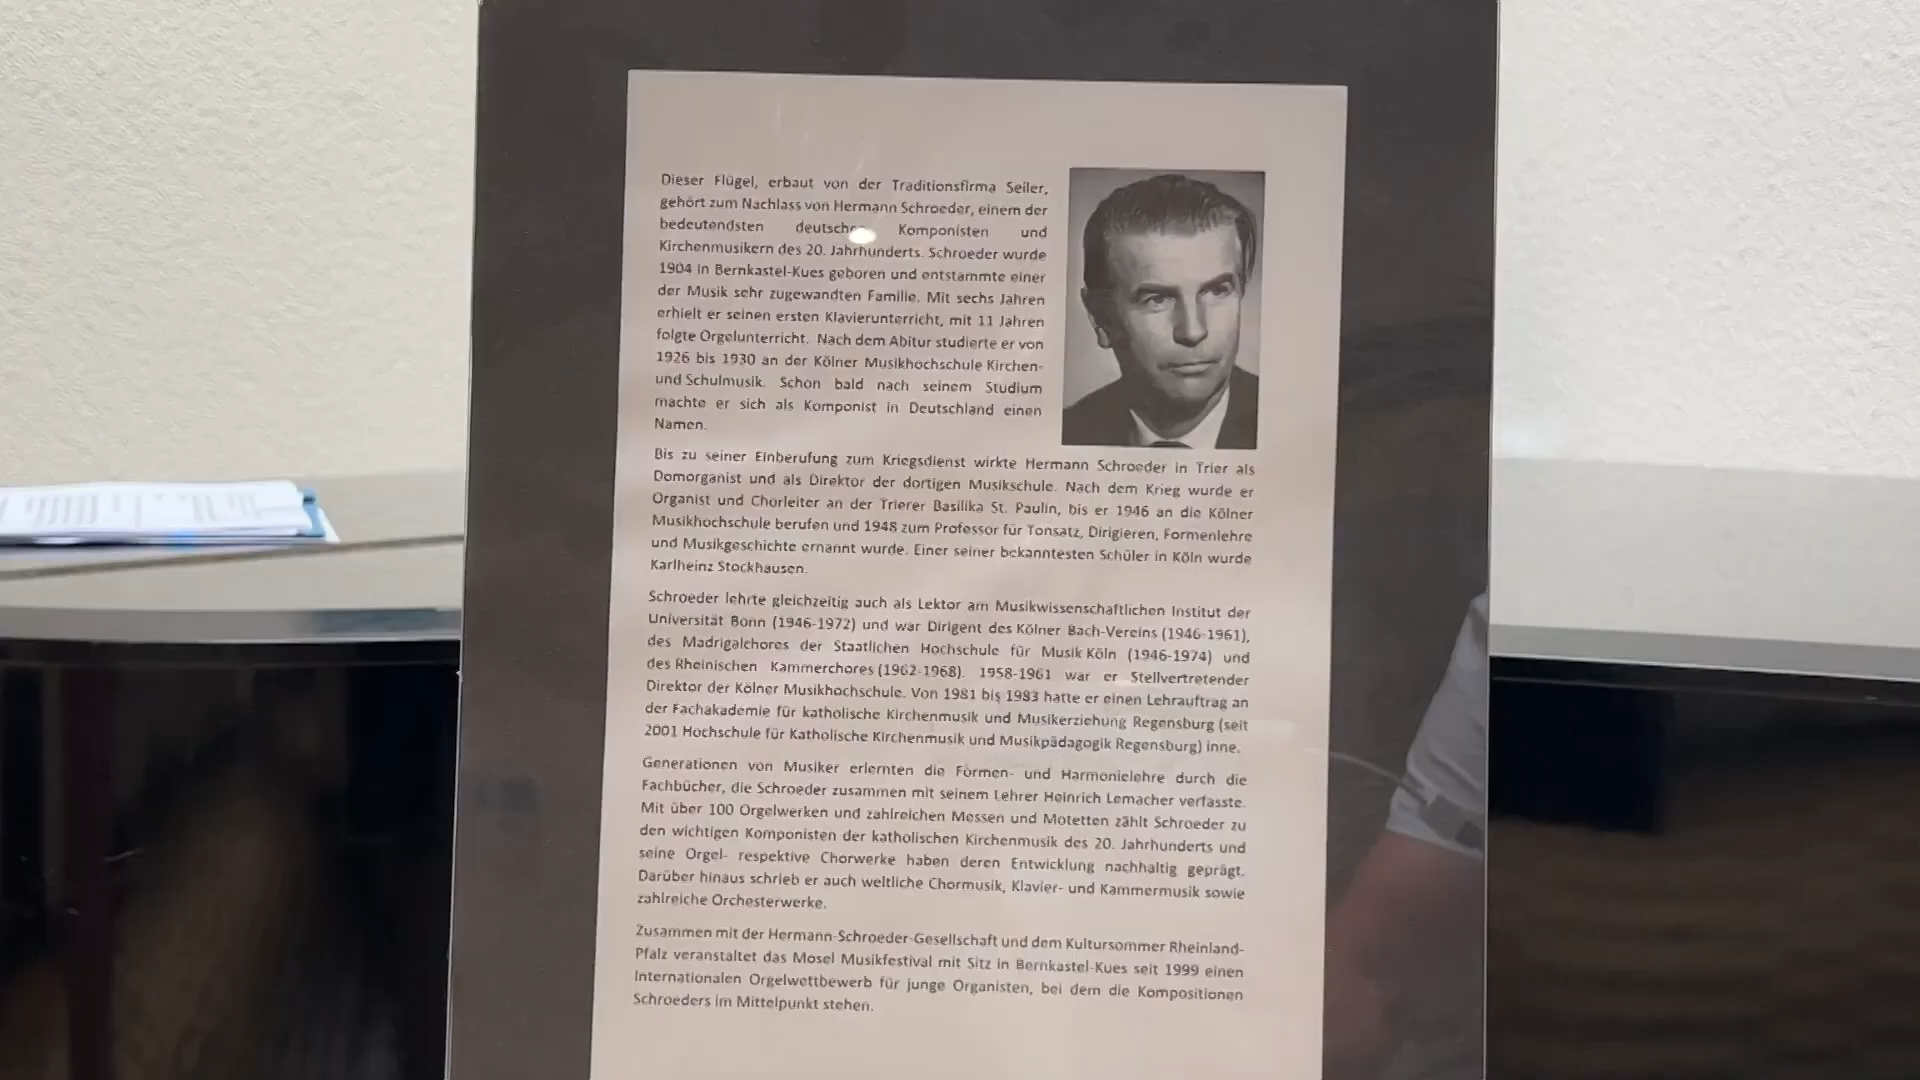 Dieser Flügel, erbaut von der Traditionsfirma Seiler,
gehört zum Nachlass von Hermann Schroeder, einem der
bedeutendsten deutschen Komponisten und
Kirchenmusikern des 20. Jahrhunderts. Schroeder wurde
1904 in Bernkastel-Kues geboren und entstammte einer
der Musik sehr zugewandten Familie. Mit sechs Jahren
erhielt er seinen ersten Klavierunterricht, mit 11 Jahren
folgte Orgelunterricht. Nach dem Abitur studierte er von
1926 bis 1930 an der Kölner Musikhochschule Kirchen-
und Schulmusik. Schon bald nach seinem Studium
machte er sich als Komponist in Deutschland einen
Namen.
Bis zu seiner Einberufung zum Kriegsdienst wirkte Hermann Schroeder in Trier als
Domorganist und als Direktor der dortigen Musikschule. Nach dem Krieg wurde er
Organist und Chorleiter an der Trierer Basilika St. Paulin, bis er 1946 an die Kölner
Musikhochschule berufen und 1948 zum Professor für Tonsatz, Dirigieren, Formenlehre
und Musikgeschichte ernannt wurde. Einer seiner bekanntesten Schüler in Köln wurde
Karlheinz Stockhausen.
Schroeder lehrte gleichzeitig auch als Lektor am Musikwissenschaftlichen Institut der
Universität Bonn (1946-1972) und war Dirigent des Kölner Bach-Vereins (1946-1961),
des Madrigalchores der Staatlichen Hochschule für Musik Köln (1946-1974) und
des Rheinischen Kammerchores (1962-1968). 1958-1961 war er Stellvertretender
Direktor der Kölner Musikhochschule. Von 1981 bis 1983 hatte er einen Lehrauftrag an
der Fachakademie für katholische Kirchenmusik und Musikerziehung Regensburg (seit
2001 Hochschule für Katholische Kirchenmusik und Musikpädagogik Regensburg) inne.
Generationen von Musiker erlernten die Formen- und Harmonielehre durch die
Fachbücher, die Schroeder zusammen mit seinem Lehrer Heinrich Lemacher verfasste.
Mit über 100 Orgelwerken und zahlreichen Messen und Motetten zählt Schroeder zu
den wichtigen Komponisten der katholischen Kirchenmusik des 20. Jahrhunderts und
seine Orgel- respektive Chorwerke haben deren Entwicklung nachhaltig geprägt.
Darüber hinaus schrieb er auch weltliche Chormusik, Klavier- und Kammermusik sowie
zahlreiche Orchesterwerke.
Zusammen mit der Hermann-Schroeder-Gesellschaft und dem Kultursommer Rheinland-
Pfalz veranstaltet das Mosel Musikfestival mit Sitz in Bernkastel-Kues seit 1999 einen
Internationalen Orgelwettbewerb für junge Organisten, bei dem die Kompositionen
Schroeders im Mittelpunkt stehen.